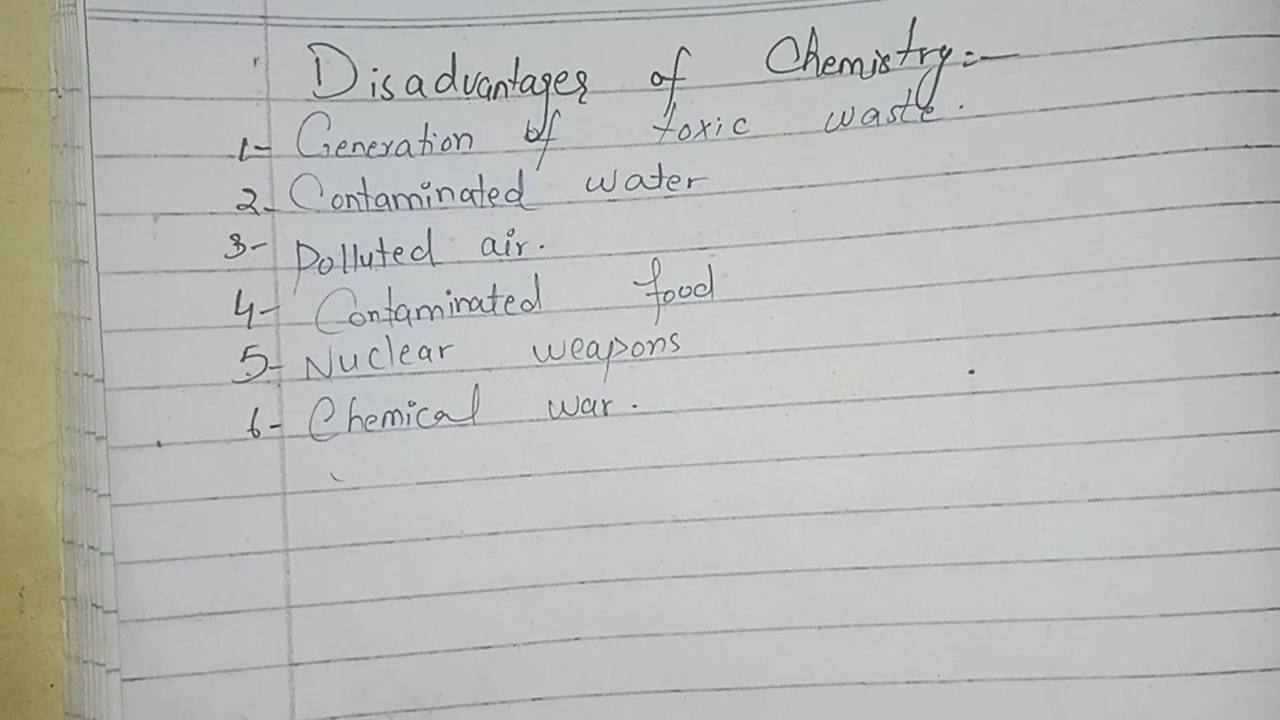 Disadvantages of Chemistry:-
1- Generation of toxic waste.
2- Contaminated water
3- Polluted air.
4- Contaminated food
5- Nuclear weapons
6- Chemical war.